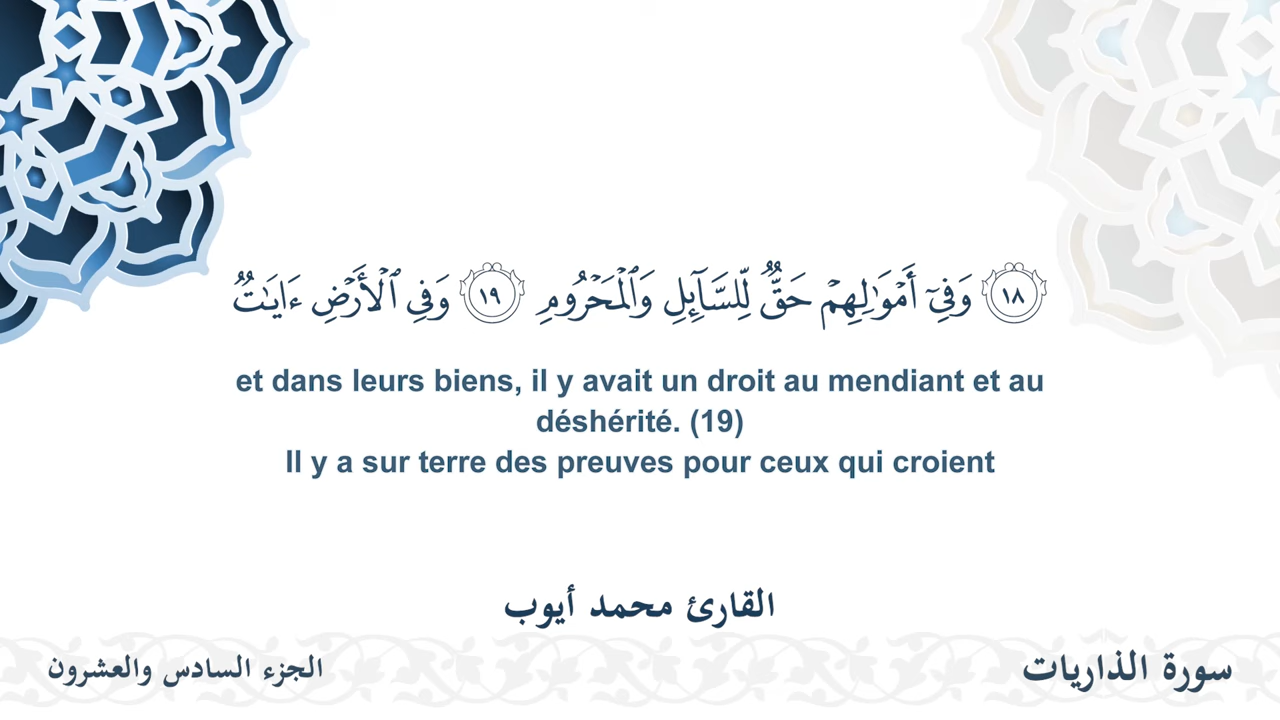 ۝١٨ وَفِىٓ أَمْوَٰلِهِمْ حَقٌّ لِّلسَّآئِلِ وَٱلْمَحْرُومِ ۝١٩ وَفِى ٱلْأَرْضِ ءَايَٰتٌ
et dans leurs biens, il y avait un droit au mendiant et au
déshérité. (19)
Il y a sur terre des preuves pour ceux qui croient
القارئ محمد أيوب
سورة الذاريات
الجزء السادس والعشرون